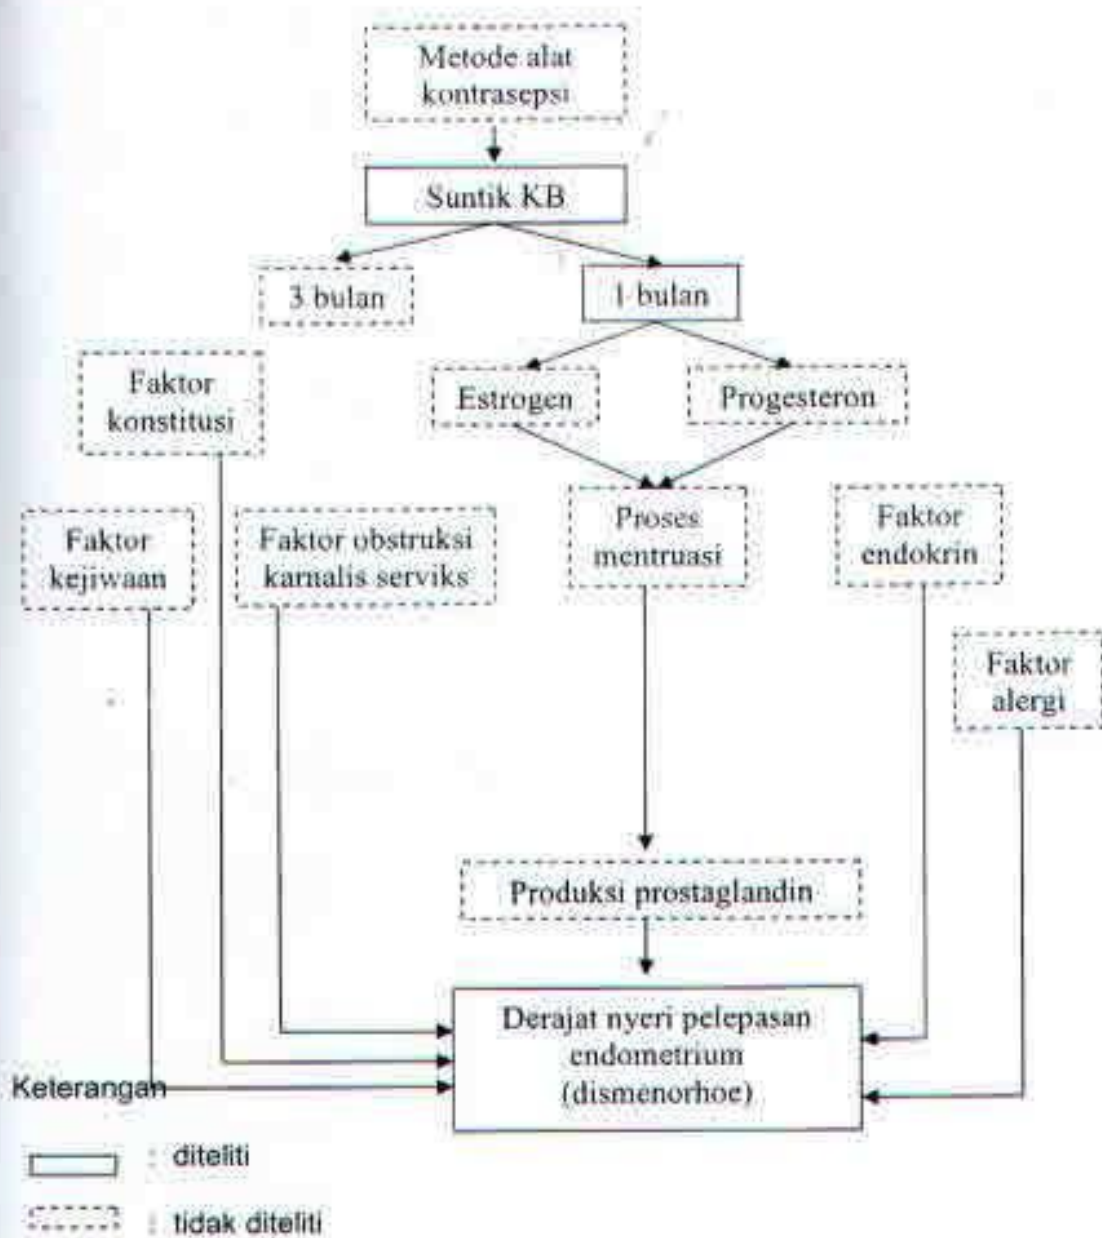 Metode alat
kontrasepsi
Suntik KB
3 bulan
1 bulan
Faktor
konstitusi
Estrogen
Progesteron
Faktor
kejiwaan
Faktor obstruksi
karnalis serviks
Proses
mentruasi
Faktor
endokrin
Faktor
alergi
Produksi prostaglandin
Derajat nyeri pelepasan
endometrium
(dismenorhoe)
Keterangan
: diteliti
: tidak diteliti